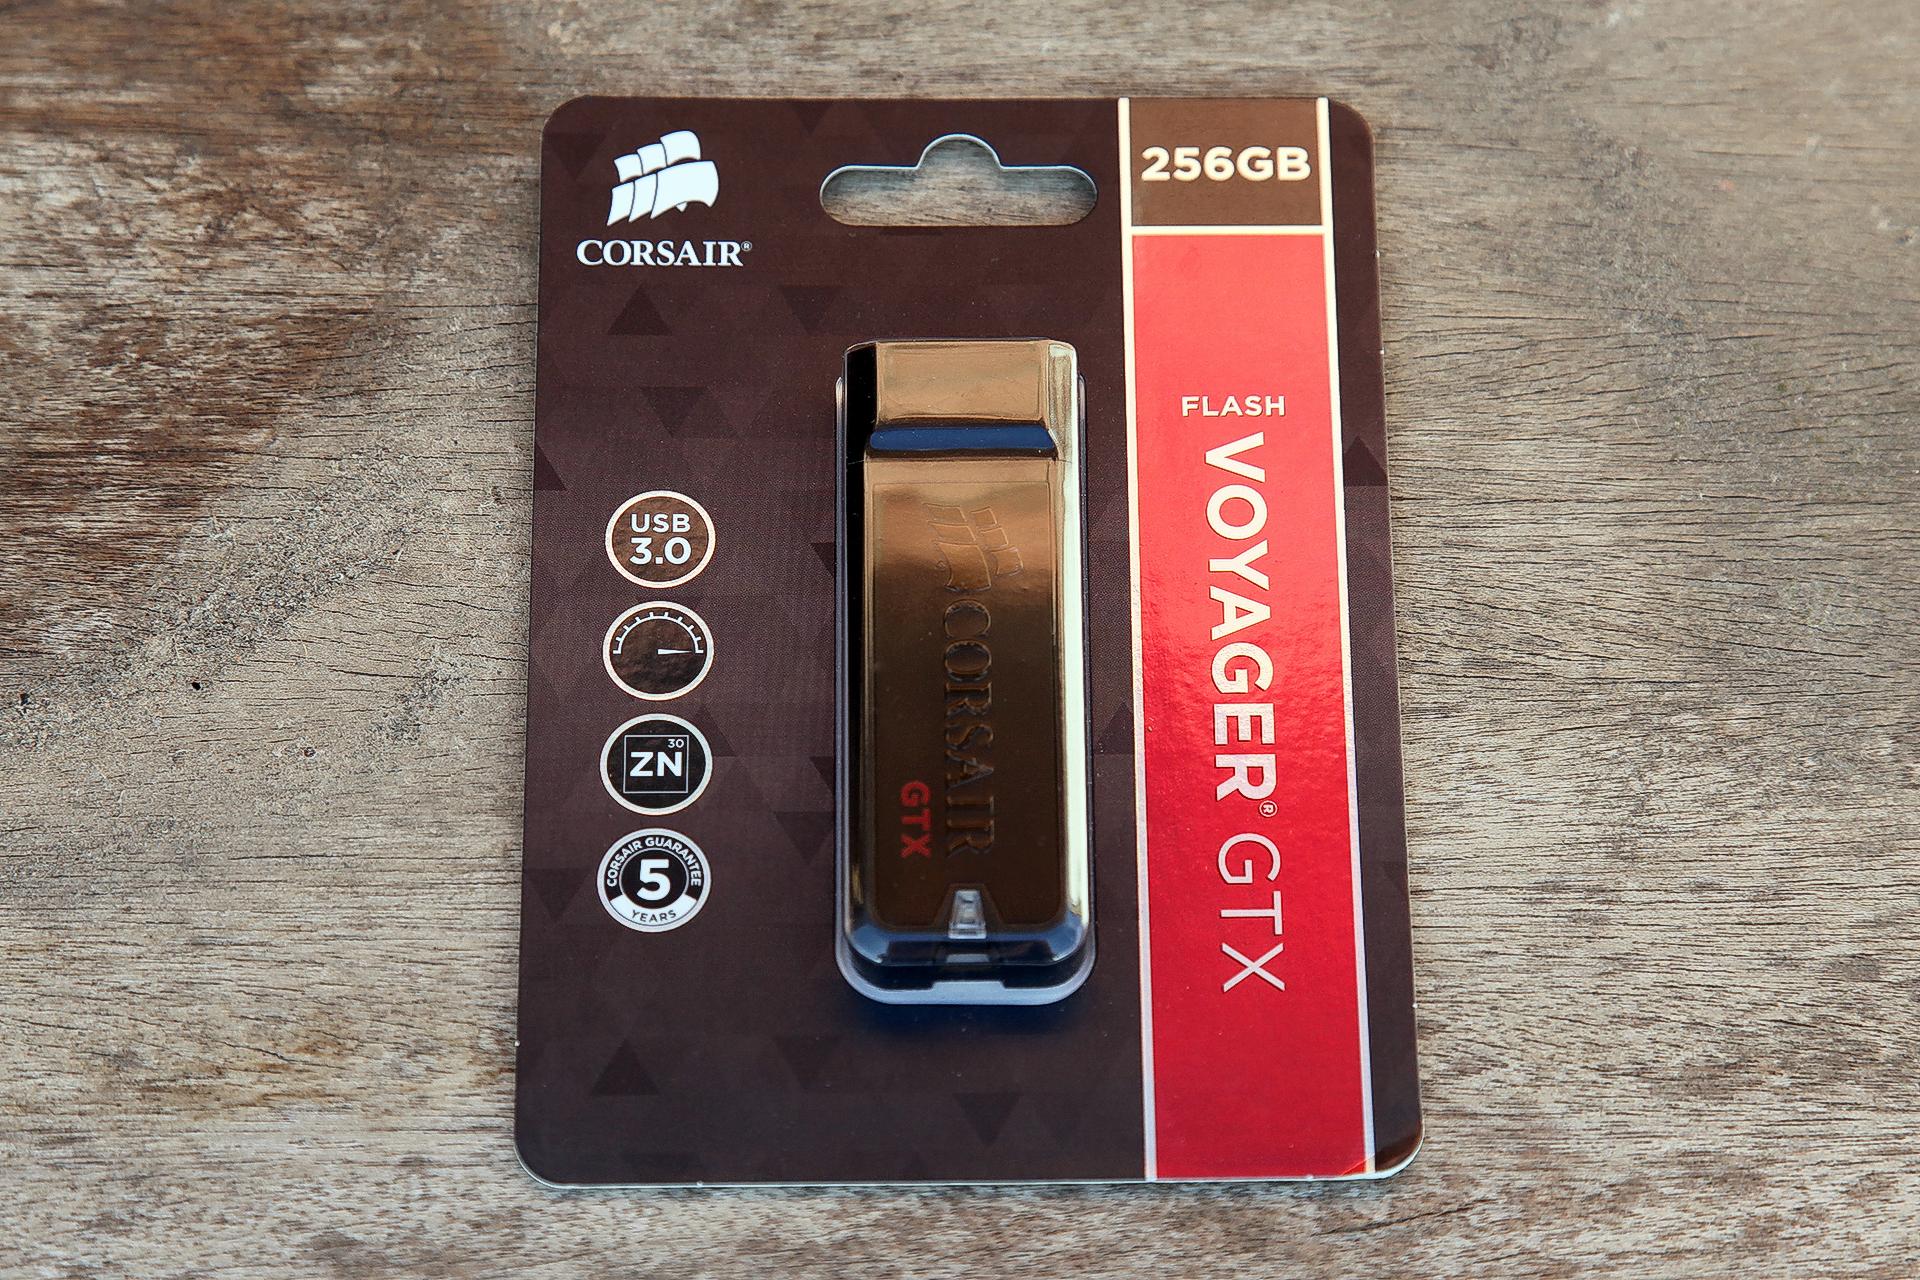 CORSAIR®
256GB
FLASH
VOYAGER® GTX
USB
3.0
30
ZN
CORSAIR GUARANTEE
5
YEARS
CORSAIR
GTX